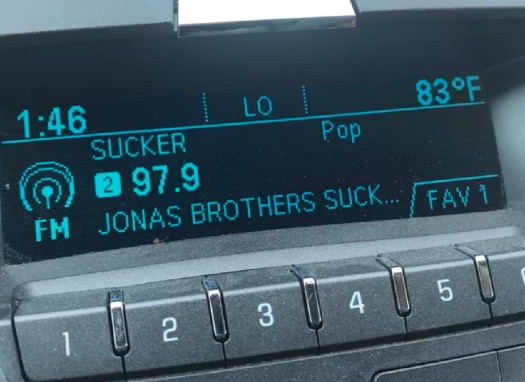 1:46 LO 83°F
SUCKER Pop
2 97.9
FM JONAS BROTHERS SUCK... FAV 1
1 2 3 4 5